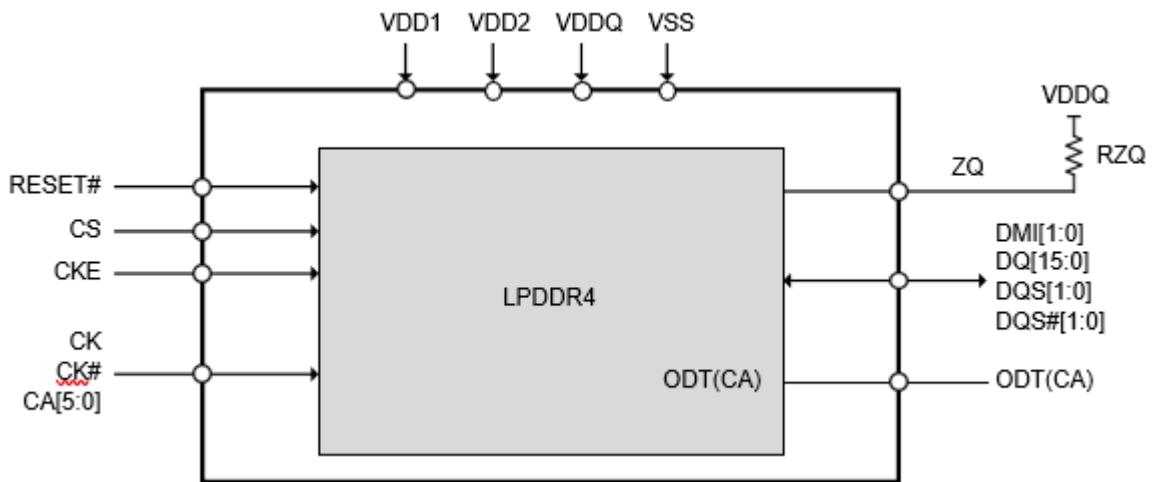 VDD1 VDD2 VDDQ VSS
VDDQ
RZQ
ZQ
RESET#
CS
CKE
CK
CK#
CA[5:0]
LPDDR4
ODT(CA)
DMI[1:0]
DQ[15:0]
DQS[1:0]
DQS#[1:0]
ODT(CA)